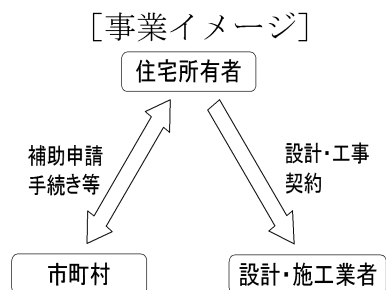 [事業イメージ]
住宅所有者
補助申請
手続き等
設計・工事
契約
市町村
設計・施工業者